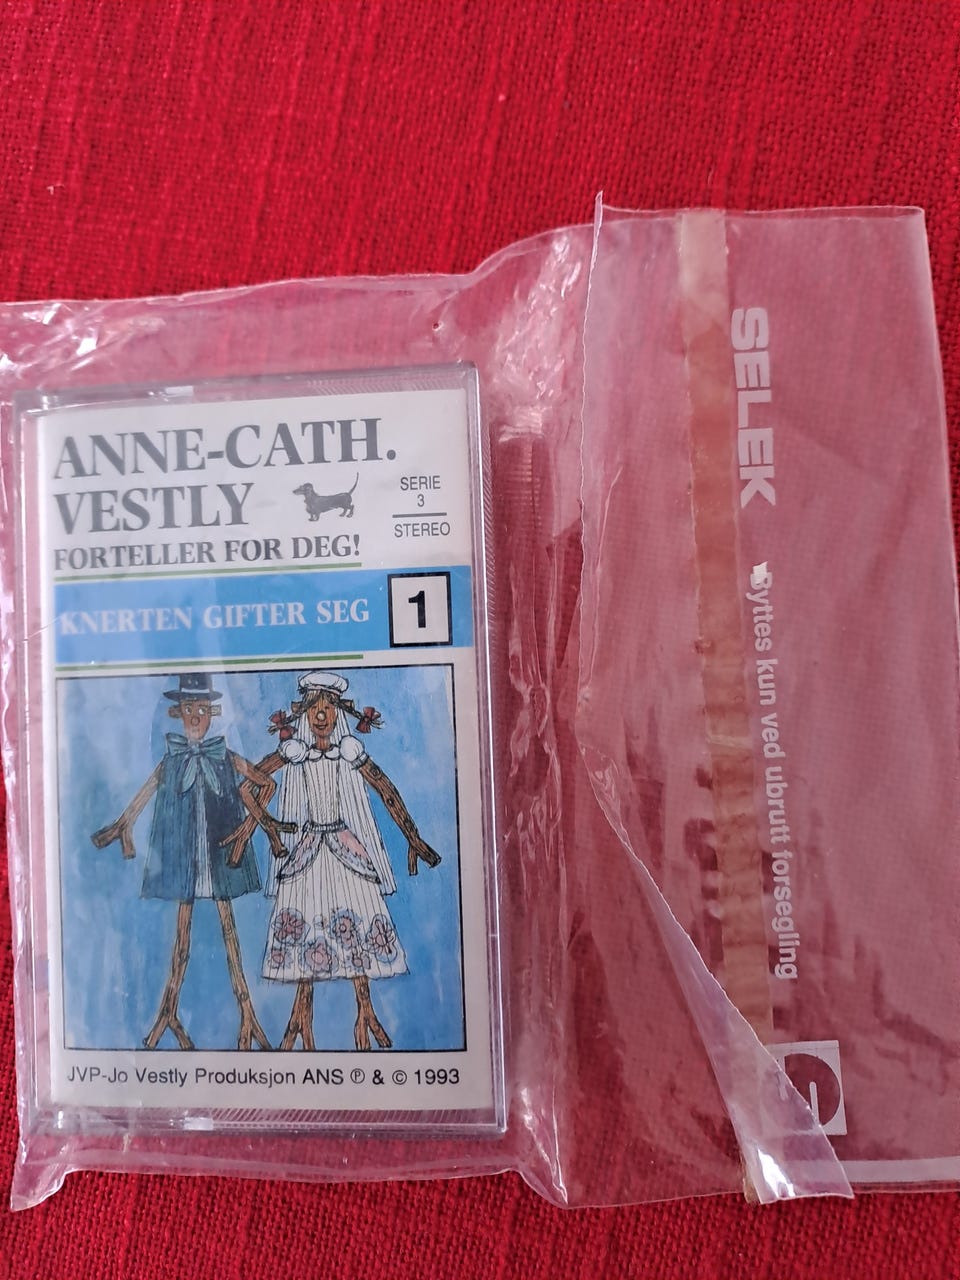 ANNE-CATH.
VESTLY
SERIE
3
STEREO
FORTELLER FOR DEG!
KNERTEN GIFTER SEG
1
JVP-Jo Vestly Produksjon ANS ℗ & © 1993
SELEK
Byttes kun ved ubrutt forsegling